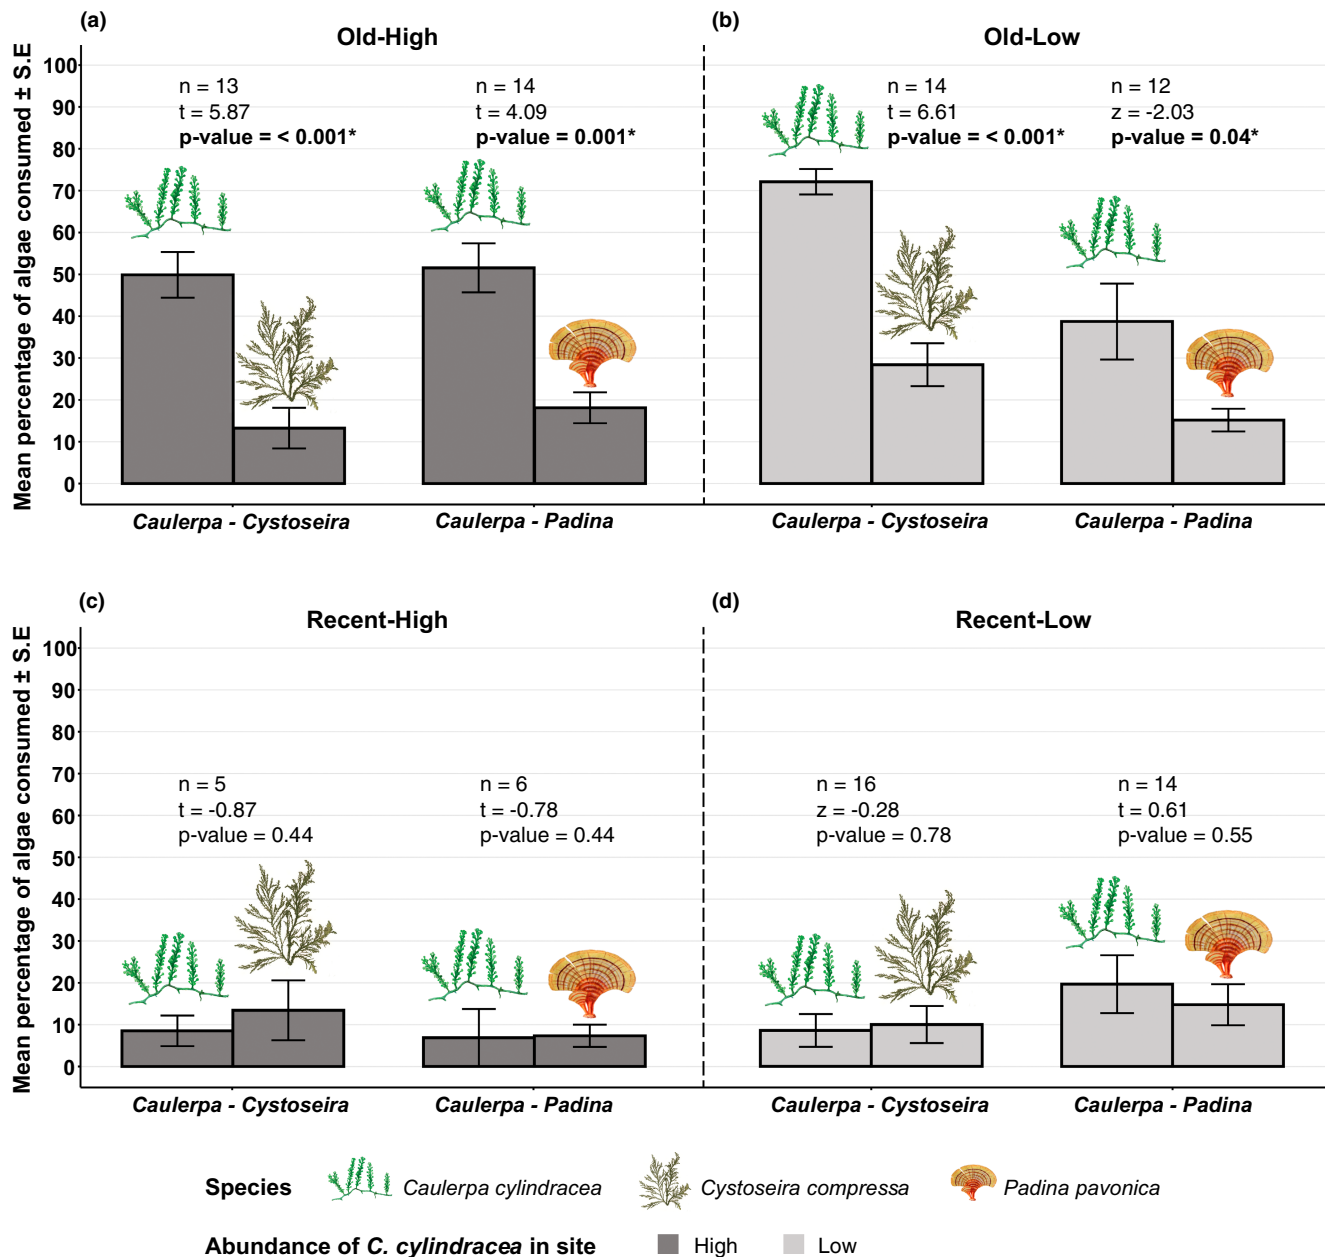 (a)
Old-High
(b)
Old-Low
Mean percentage of algae consumed ± S.E
100
90
80
70
60
50
40
30
20
10
0
n = 13
t = 5.87
p-value = < 0.001*
n = 14
t = 4.09
p-value = 0.001*
n = 14
t = 6.61
p-value = < 0.001*
n = 12
z = -2.03
p-value = 0.04*
Caulerpa - Cystoseira
Caulerpa - Padina
Caulerpa - Cystoseira
Caulerpa - Padina
(c)
Recent-High
(d)
Recent-Low
Mean percentage of algae consumed ± S.E
100
90
80
70
60
50
40
30
20
10
0
n = 5
t = -0.87
p-value = 0.44
n = 6
t = -0.78
p-value = 0.44
n = 16
z = -0.28
p-value = 0.78
n = 14
t = 0.61
p-value = 0.55
Caulerpa - Cystoseira
Caulerpa - Padina
Caulerpa - Cystoseira
Caulerpa - Padina
Species Caulerpa cylindracea Cystoseira compressa Padina pavonica
Abundance of C. cylindracea in site High Low